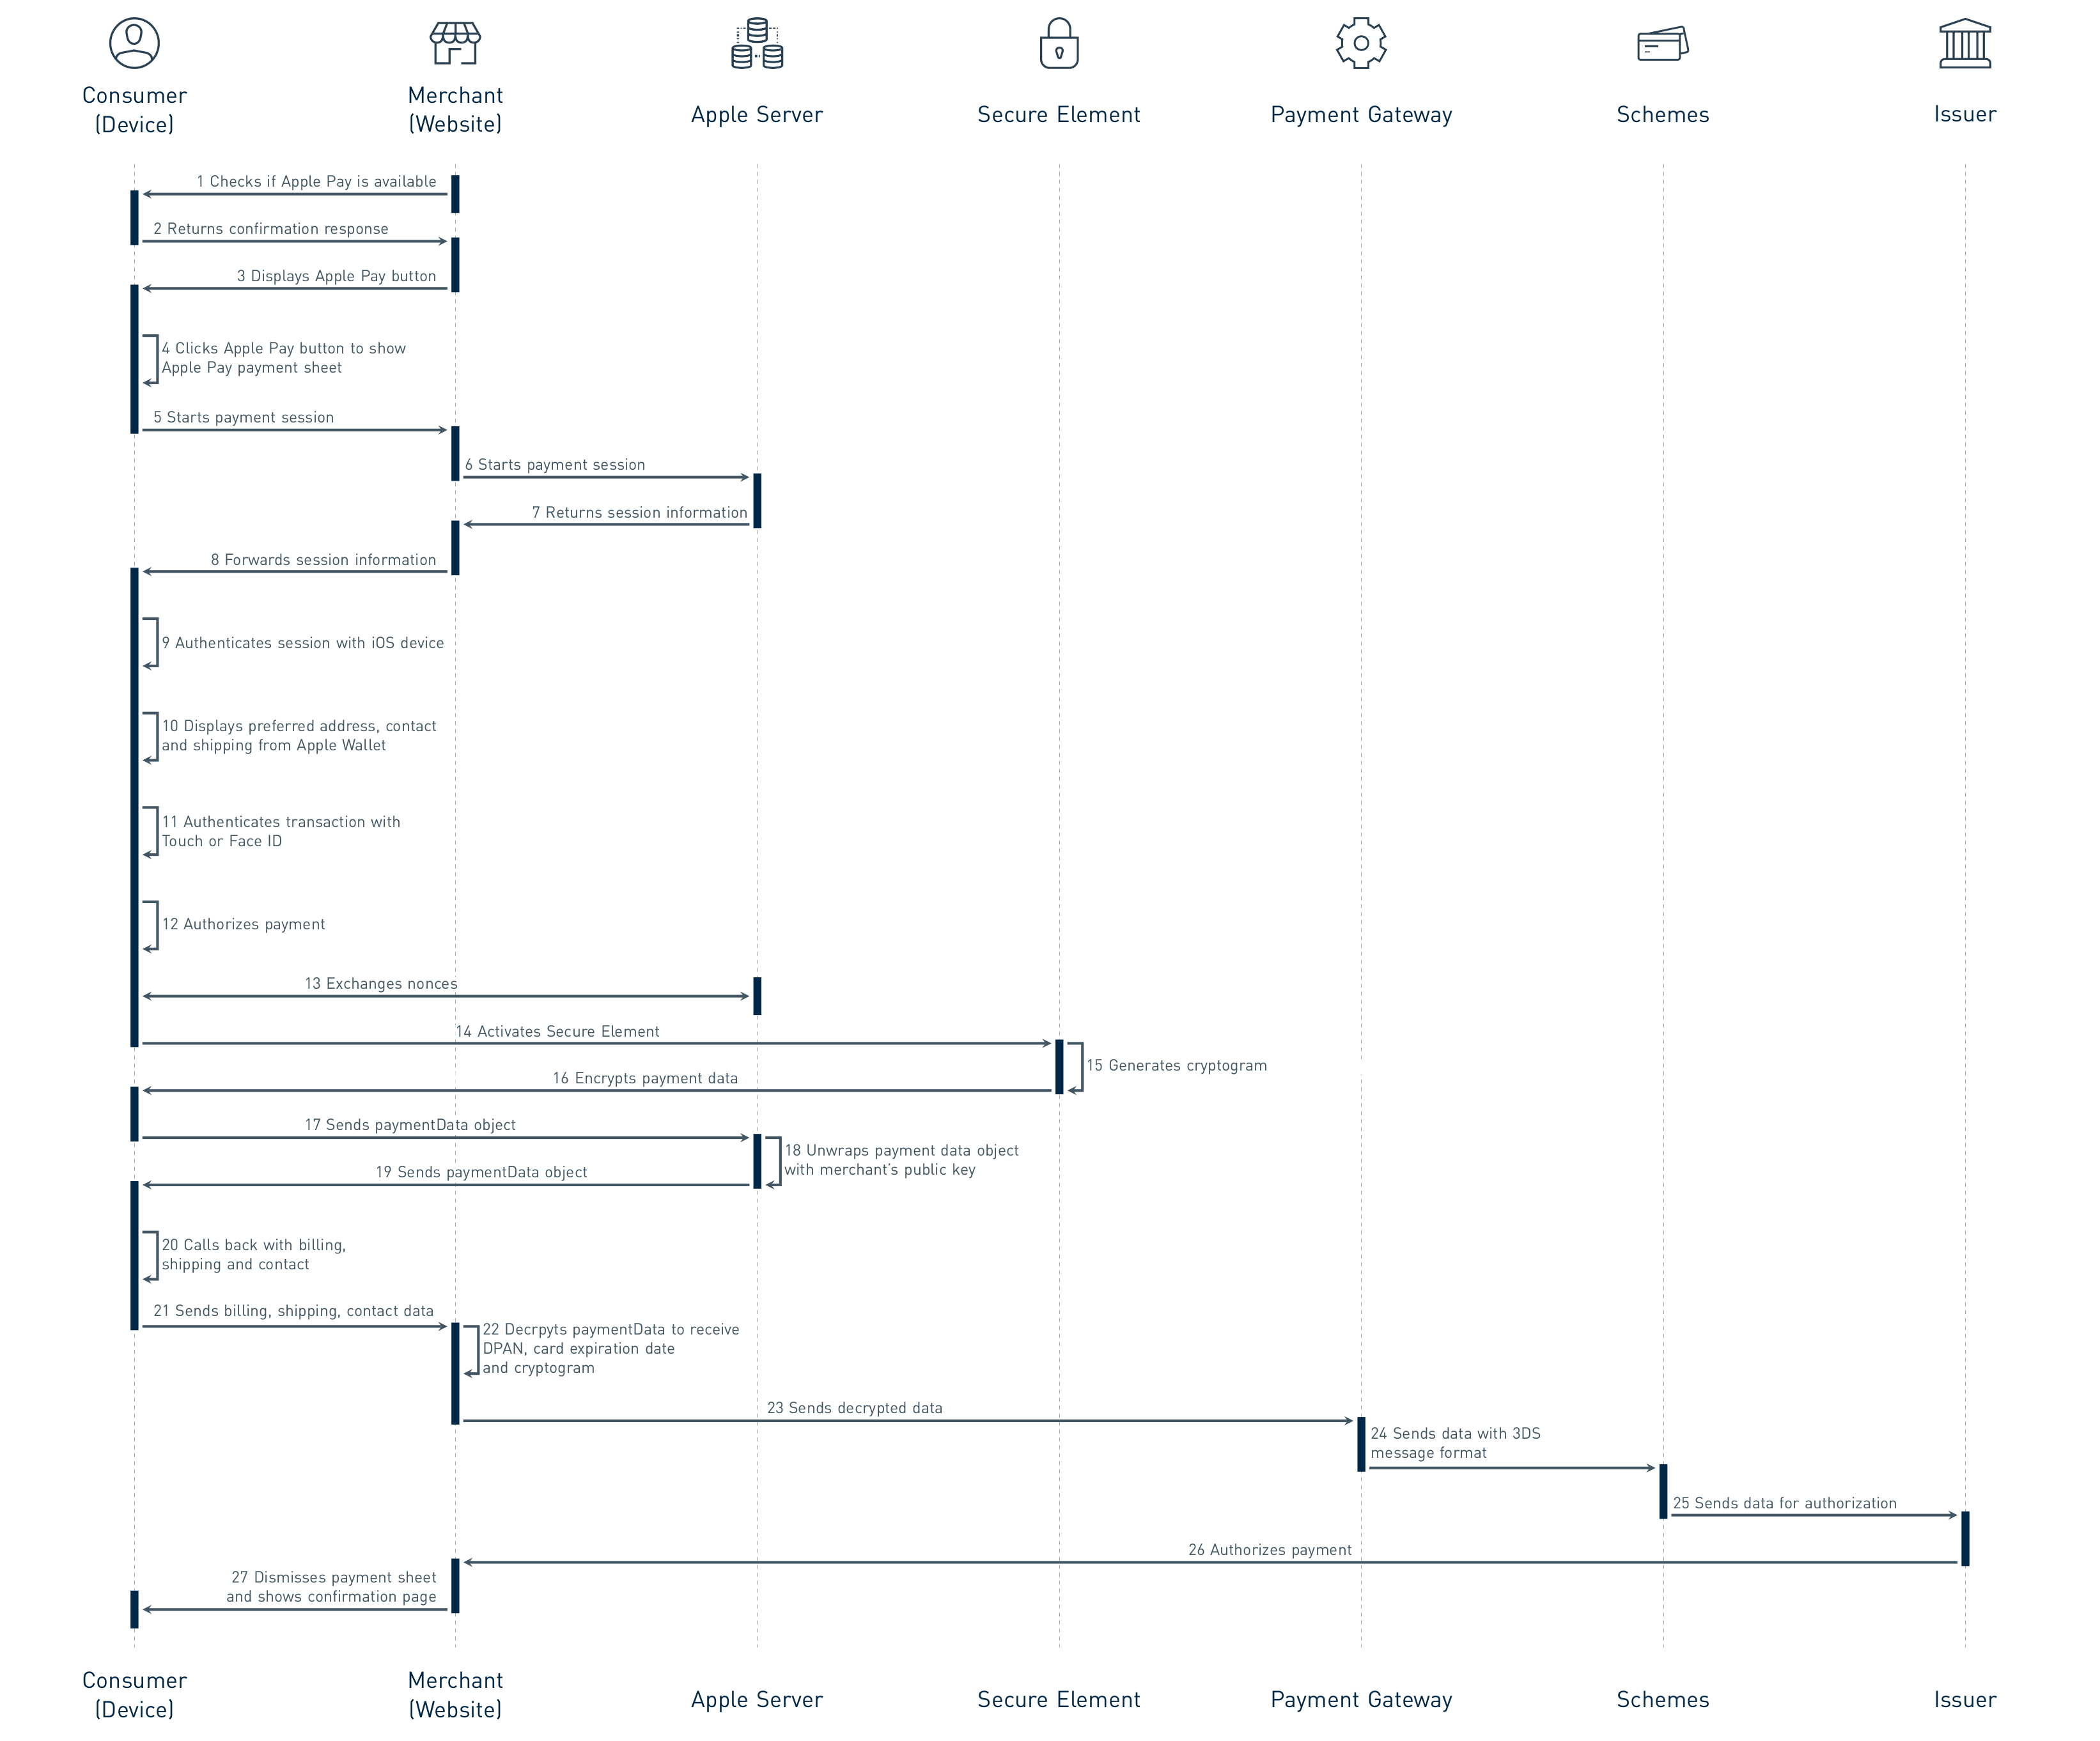 Consumer
(Device)
Merchant
(Website)
Apple Server
Secure Element
Payment Gateway
Schemes
Issuer
1 Checks if Apple Pay is available
2 Returns confirmation response
3 Displays Apple Pay button
4 Clicks Apple Pay button to show
Apple Pay payment sheet
5 Starts payment session
6 Starts payment session
7 Returns session information
8 Forwards session information
9 Authenticates session with iOS device
10 Displays preferred address, contact
and shipping from Apple Wallet
11 Authenticates transaction with
Touch or Face ID
12 Authorizes payment
13 Exchanges nonces
14 Activates Secure Element
15 Generates cryptogram
16 Encrypts payment data
17 Sends paymentData object
18 Unwraps payment data object
with merchant's public key
19 Sends paymentData object
20 Calls back with billing,
shipping and contact
21 Sends billing, shipping, contact data
22 Decrpyts paymentData to receive
DPAN, card expiration date
and cryptogram
23 Sends decrypted data
24 Sends data with 3DS
message format
25 Sends data for authorization
26 Authorizes payment
27 Dismisses payment sheet
and shows confirmation page
Consumer
(Device)
Merchant
(Website)
Apple Server
Secure Element
Payment Gateway
Schemes
Issuer